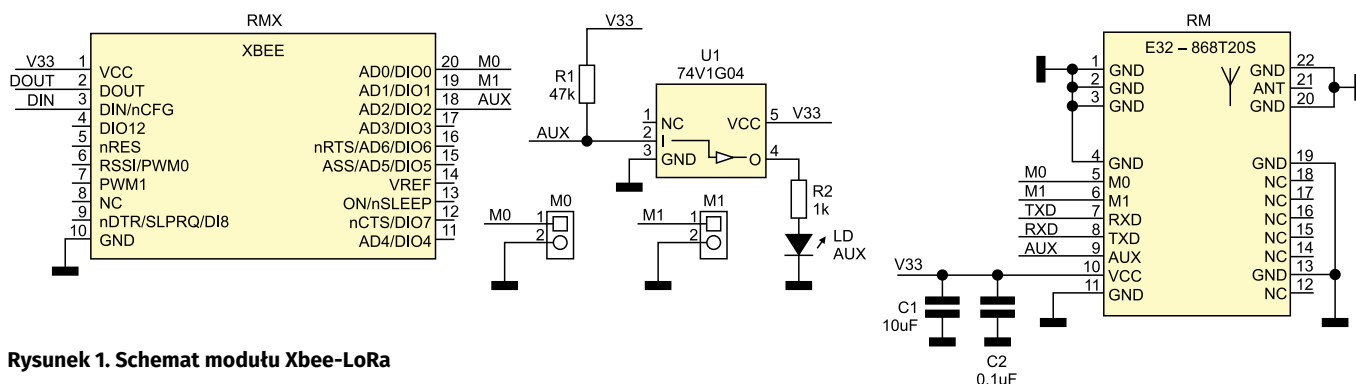 RMX
XBEE
V33 1 VCC
DOUT 2 DOUT
DIN 3 DIN/nCFG
4 DIO12
5 nRES
6 RSSI/PWM0
7 PWM1
8 NC
9 nDTR/SLPRQ/DI8
10 GND
AD0/DIO0 20 M0
AD1/DIO1 19 M1
AD2/DIO2 18 AUX
AD3/DIO3 17
nRTS/AD6/DIO6 16
ASS/AD5/DIO5 15
VREF 14
ON/nSLEEP 13
nCTS/DIO7 12
AD4/DIO4 11
V33
R1
47k
AUX
U1
74V1G04
1 NC
2 I
3 GND
VCC 5 V33
O 4
R2
1k
LD
AUX
M0
M0 1
2
M1
M1 1
2
RM
E32 – 868T20S
1 GND
2 GND
3 GND
4 GND
M0 5 M0
M1 6 M1
TXD 7 RXD
RXD 8 TXD
AUX 9 AUX
V33 10 VCC
11 GND
GND 22
ANT 21
GND 20
GND 19
NC 18
NC 17
NC 16
NC 15
NC 14
GND 13
NC 12
C1
10uF
C2
0.1uF
Rysunek 1. Schemat modułu Xbee-LoRa